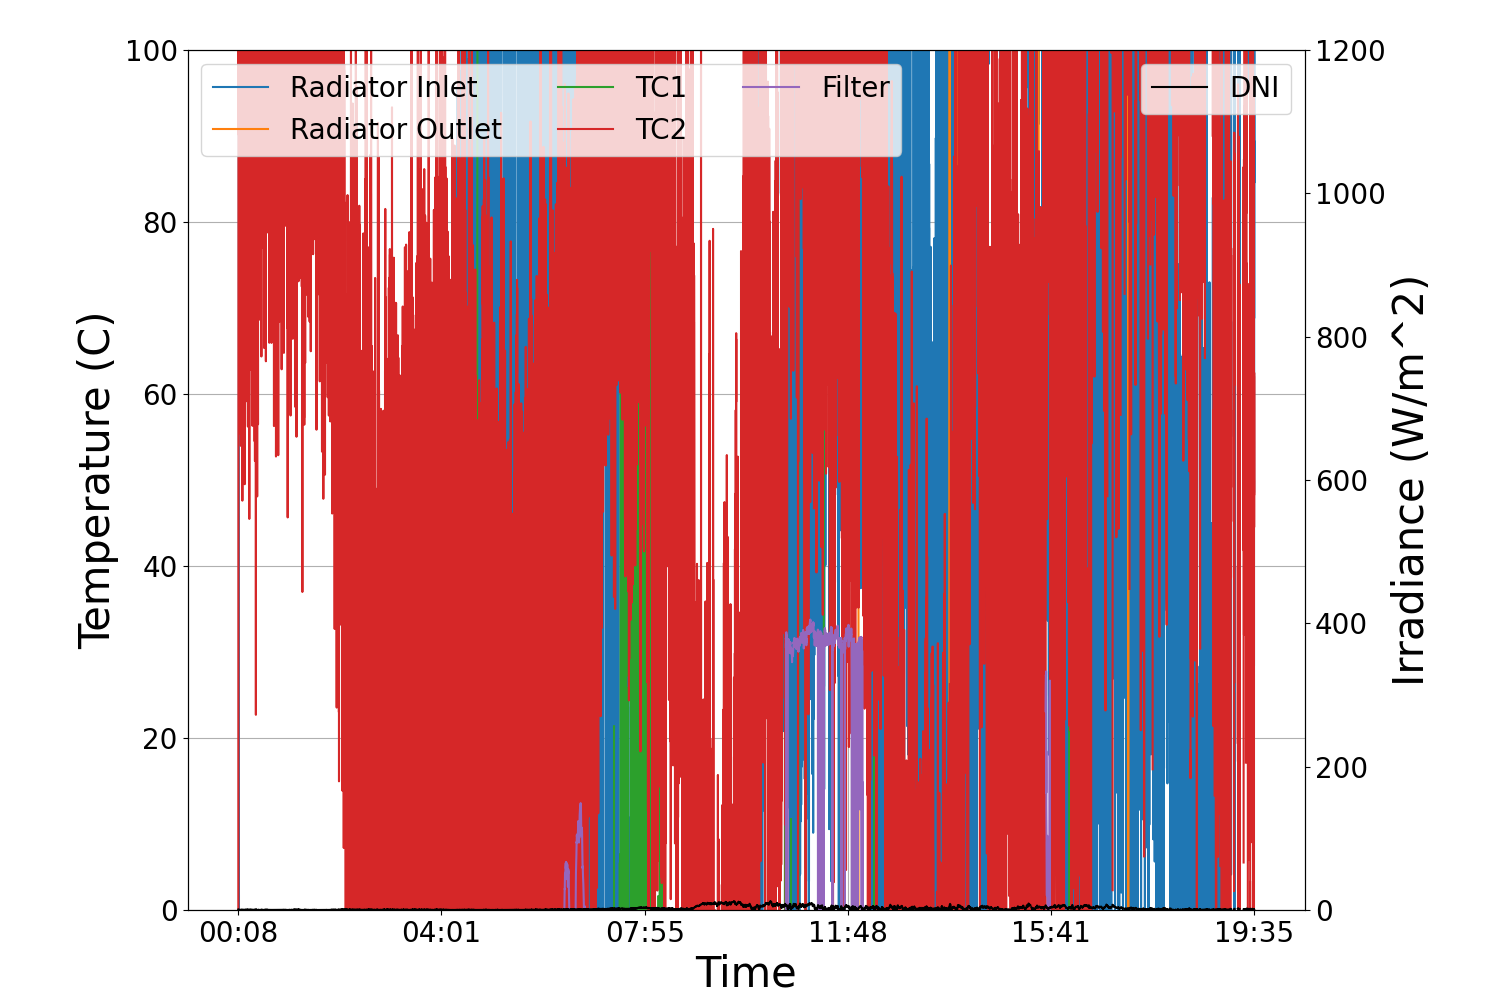 100
80
60
40
20
0
Temperature (C)
Radiator Inlet
Radiator Outlet
TC1
TC2
Filter
DNI
1200
1000
800
600
400
200
0
Irradiance (W/m^2)
00:08 04:01 07:55 11:48 15:41 19:35
Time